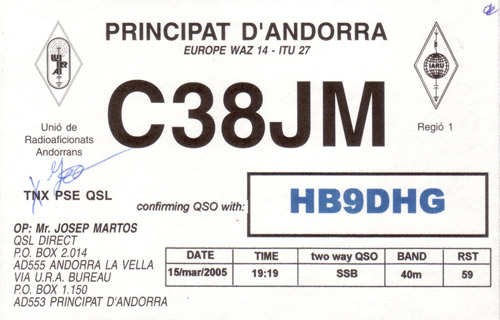 PRINCIPAT D'ANDORRA
EUROPE WAZ 14 - ITU 27
C38JM
Unió de
Radioaficionats
Andorrans
IARU
Regió 1
TNX PSE QSL
confirming QSO with:
HB9DHG
OP: Mr. JOSEP MARTOS
QSL DIRECT
P.O. BOX 2.014
AD555 ANDORRA LA VELLA
VIA U.R.A. BUREAU
P.O. BOX 1.150
AD553 PRINCIPAT D'ANDORRA
DATE TIME two way QSO BAND RST
15/mar/2005 19:19 SSB 40m 59